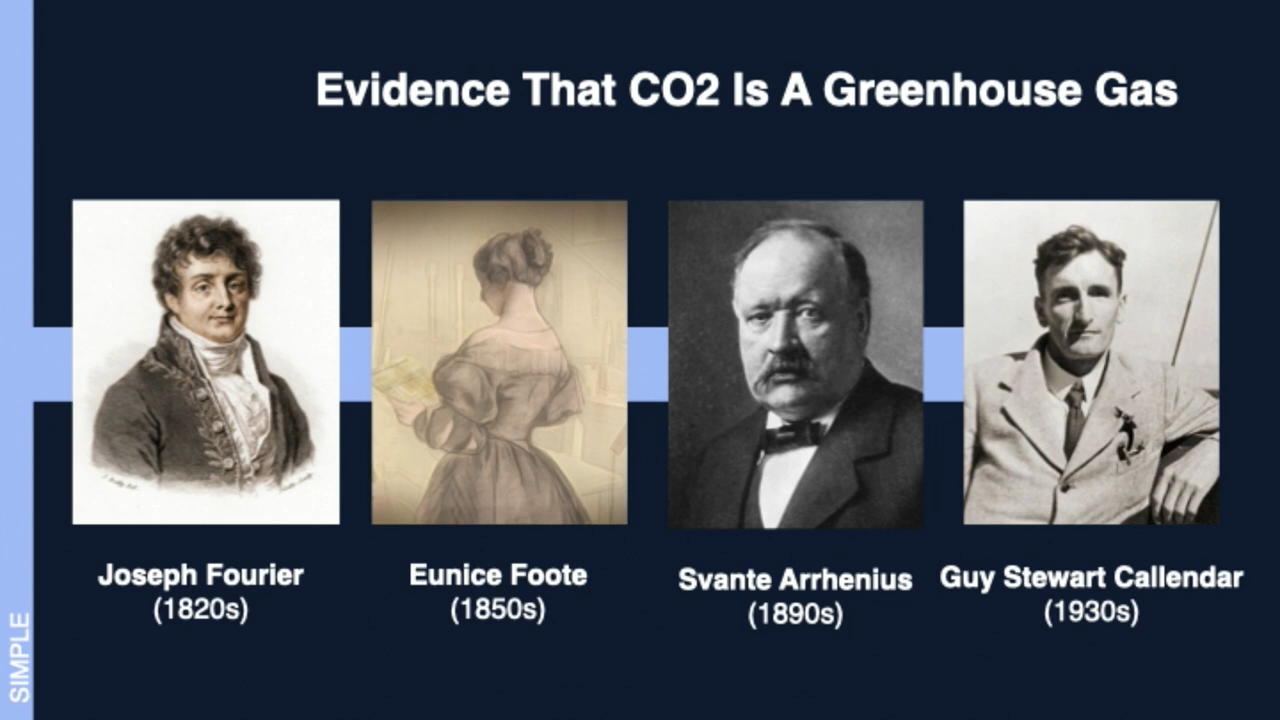 Evidence That CO2 Is A Greenhouse Gas
Joseph Fourier
(1820s)
Eunice Foote
(1850s)
Svante Arrhenius
(1890s)
Guy Stewart Callendar
(1930s)
SIMPLE